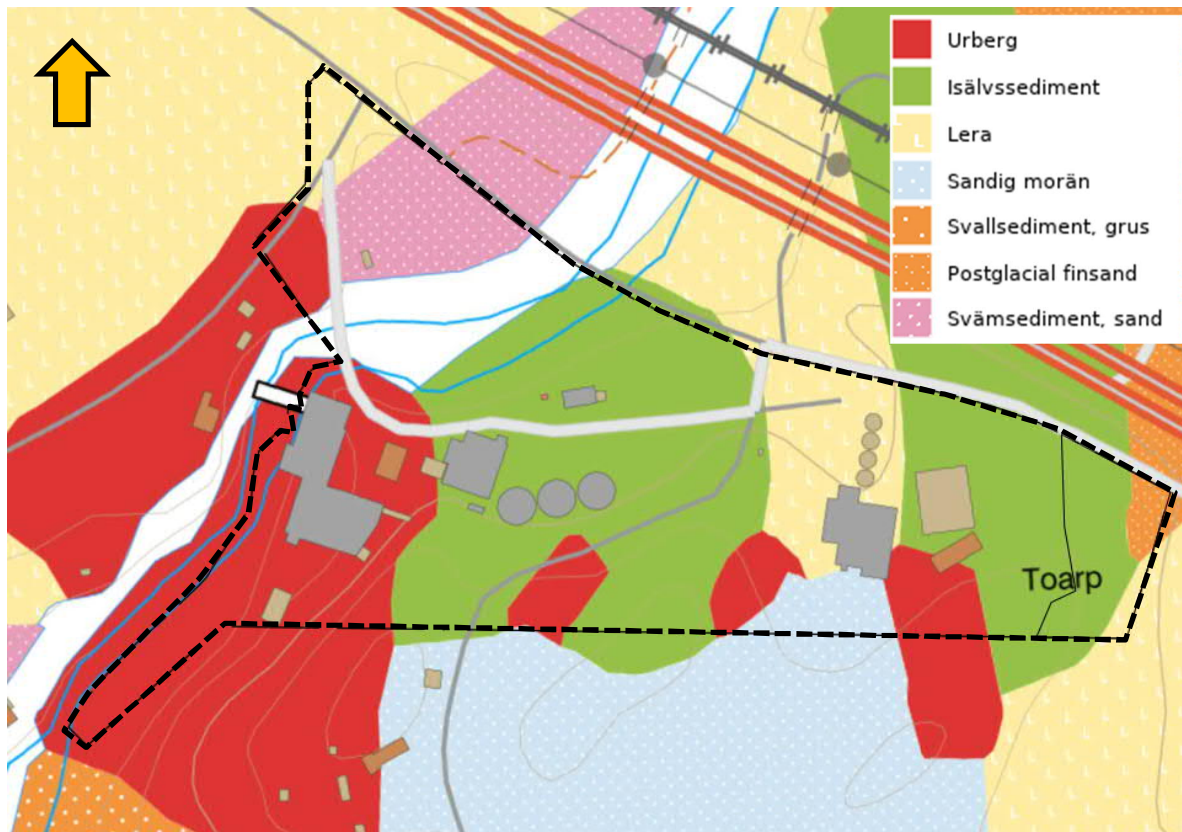 Urberg
Isälvssediment
Lera
Sandig morän
Svallsediment, grus
Postglacial finsand
Svämsediment, sand
Toarp